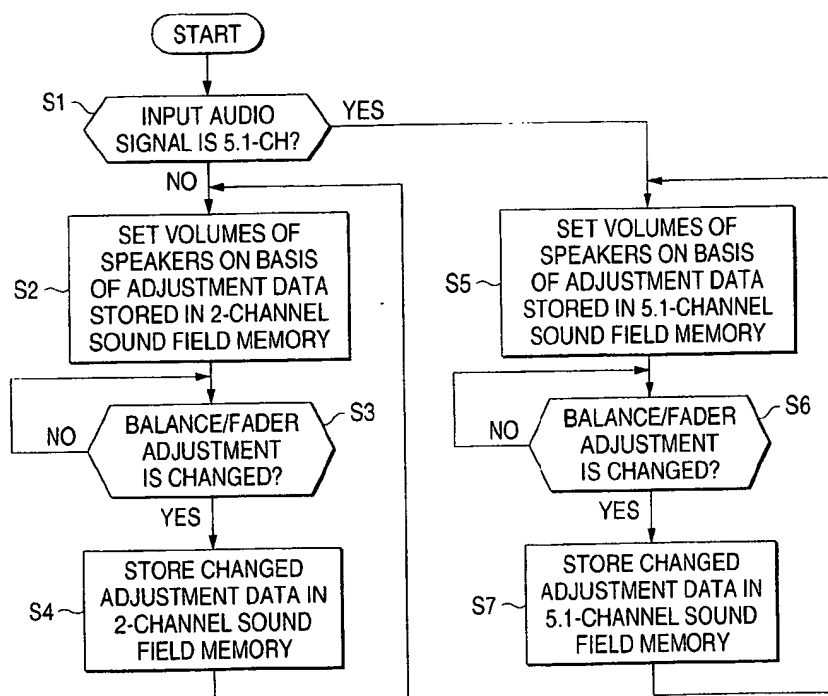 START
S1
INPUT AUDIO
SIGNAL IS 5.1-CH?
YES
NO
S2
SET VOLUMES OF
SPEAKERS ON BASIS
OF ADJUSTMENT DATA
STORED IN 2-CHANNEL
SOUND FIELD MEMORY
S3
BALANCE/FADER
ADJUSTMENT
IS CHANGED?
NO
YES
S4
STORE CHANGED
ADJUSTMENT DATA IN
2-CHANNEL SOUND
FIELD MEMORY
S5
SET VOLUMES OF
SPEAKERS ON BASIS
OF ADJUSTMENT DATA
STORED IN 5.1-CHANNEL
SOUND FIELD MEMORY
S6
BALANCE/FADER
ADJUSTMENT
IS CHANGED?
NO
YES
S7
STORE CHANGED
ADJUSTMENT DATA IN
5.1-CHANNEL SOUND
FIELD MEMORY